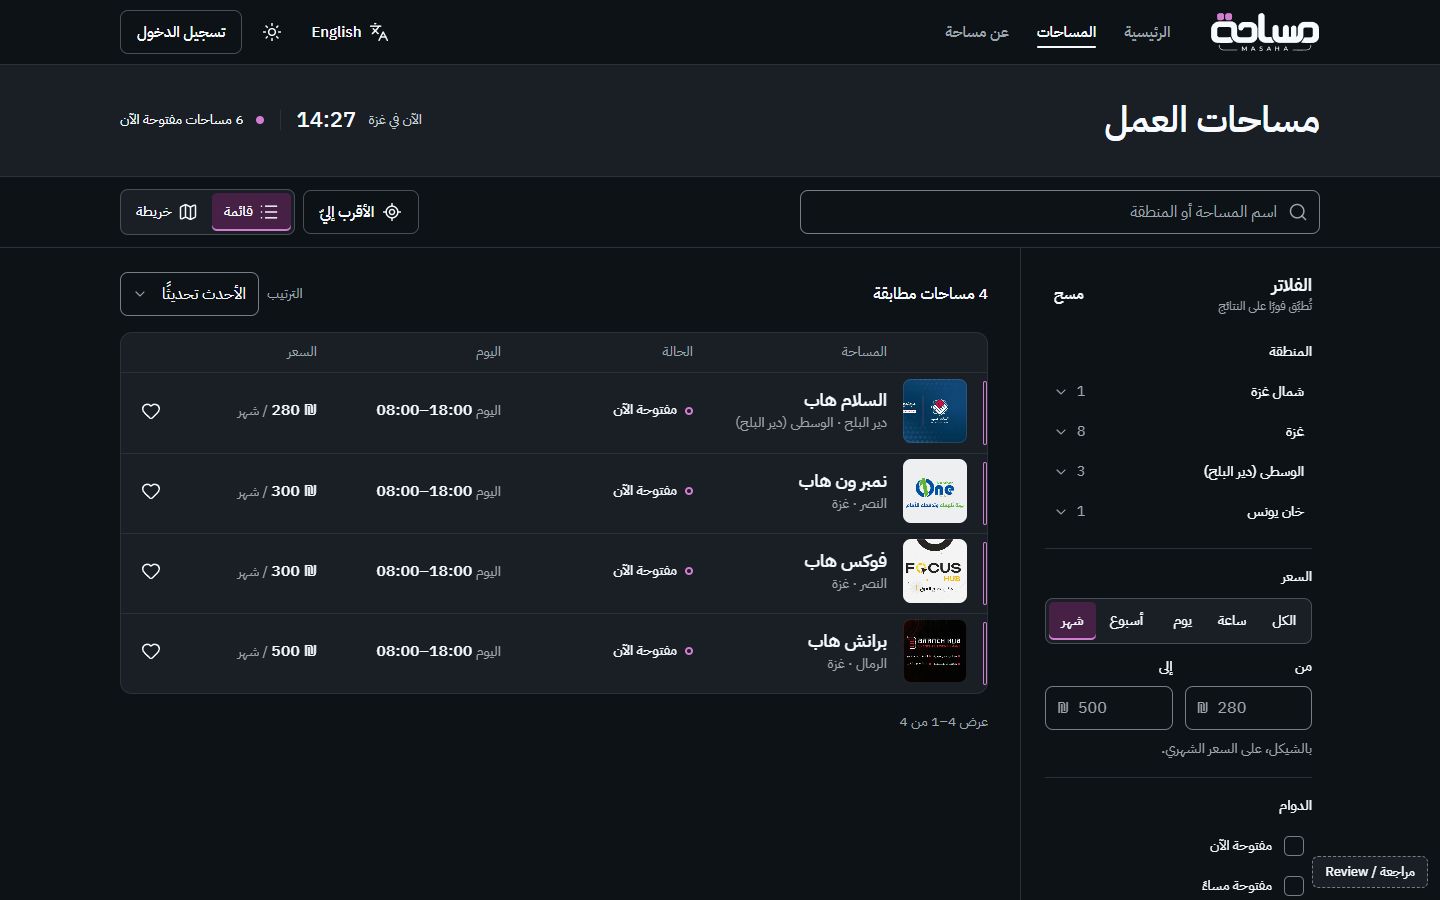 مساحة
MASAHA
الرئيسية
المساحات
عن مساحة
English
تسجيل الدخول
مساحات العمل
الآن في غزة
14:27
6 مساحات مفتوحة الآن
اسم المساحة أو المنطقة
الأقرب إليّ
قائمة
خريطة
الفلاتر
مسح
تُطبَّق فورًا على النتائج
المنطقة
شمال غزة 1
غزة 8
الوسطى (دير البلح) 3
خان يونس 1
السعر
الكل
ساعة
يوم
أسبوع
شهر
من
إلى
280 ₪
500 ₪
بالشيكل، على السعر الشهري.
الدوام
مفتوحة الآن
مفتوحة مساءً
4 مساحات مطابقة
الترتيب
الأحدث تحديثًا
المساحة
الحالة
اليوم
السعر
السلام هاب
دير البلح · الوسطى (دير البلح)
مفتوحة الآن
اليوم 08:00–18:00
₪ 280 / شهر
One
نمبر ون هاب
النصر · غزة
مفتوحة الآن
اليوم 08:00–18:00
₪ 300 / شهر
FOCUS
HUB
فوكس هاب
النصر · غزة
مفتوحة الآن
اليوم 08:00–18:00
₪ 300 / شهر
BRANCH HUB
برانش هاب
الرمال · غزة
مفتوحة الآن
اليوم 08:00–18:00
₪ 500 / شهر
عرض 4–1 من 4
مراجعة / Review